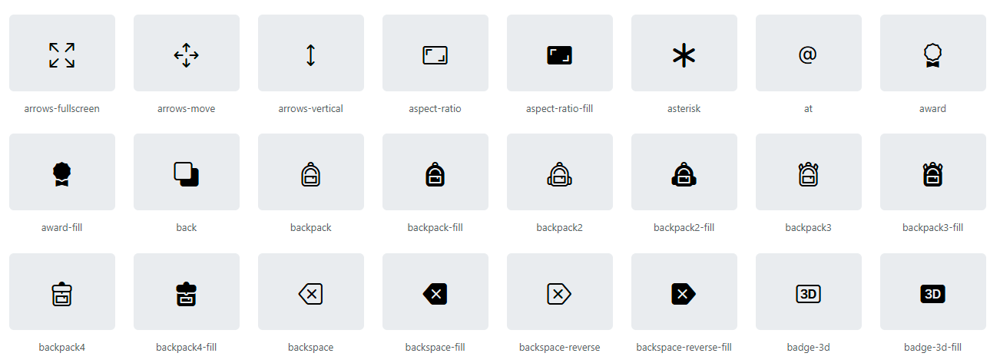 @
arrows-fullscreen arrows-move arrows-vertical aspect-ratio aspect-ratio-fill asterisk at award
award-fill back backpack backpack-fill backpack2 backpack2-fill backpack3 backpack3-fill
3D 3D
backpack4 backpack4-fill backspace backspace-fill backspace-reverse backspace-reverse-fill badge-3d badge-3d-fill